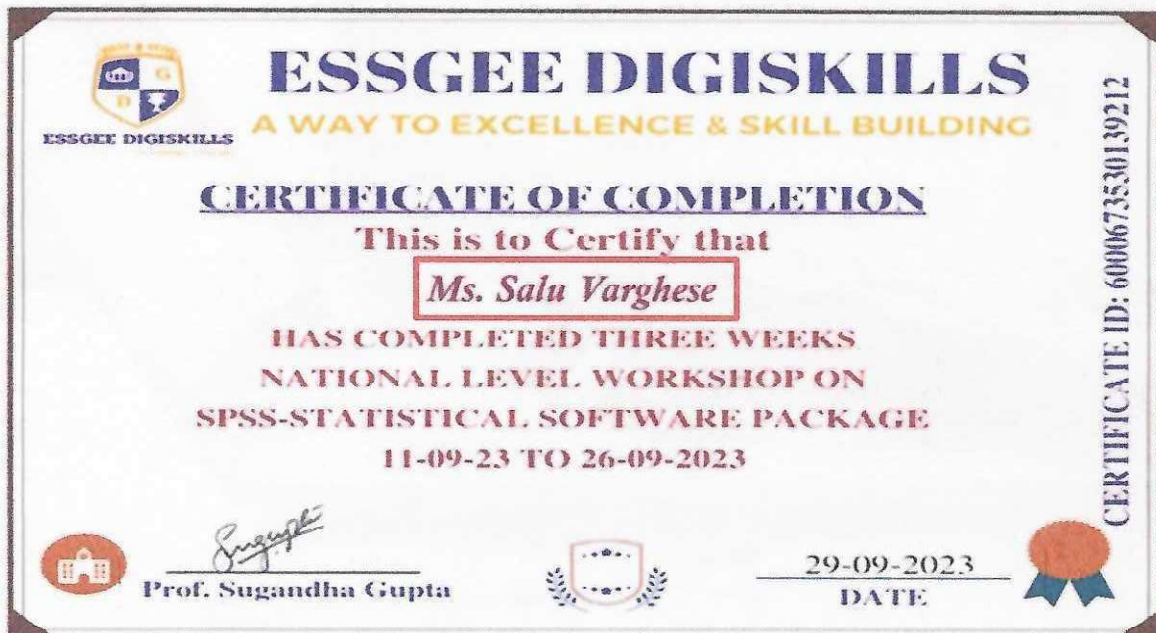 ESSGEE DIGISKILLS
A WAY TO EXCELLENCE & SKILL BUILDING
G
D
ESSGEE DIGISKILLS
CERTIFICATE OF COMPLETION
This is to Certify that
Ms. Salu Varghese
HAS COMPLETED THREE WEEKS
NATIONAL LEVEL WORKSHOP ON
SPSS-STATISTICAL SOFTWARE PACKAGE
11-09-23 TO 26-09-2023
Prof. Sugandha Gupta
29-09-2023
DATE
CERTIFICATE ID: 6000673530139212